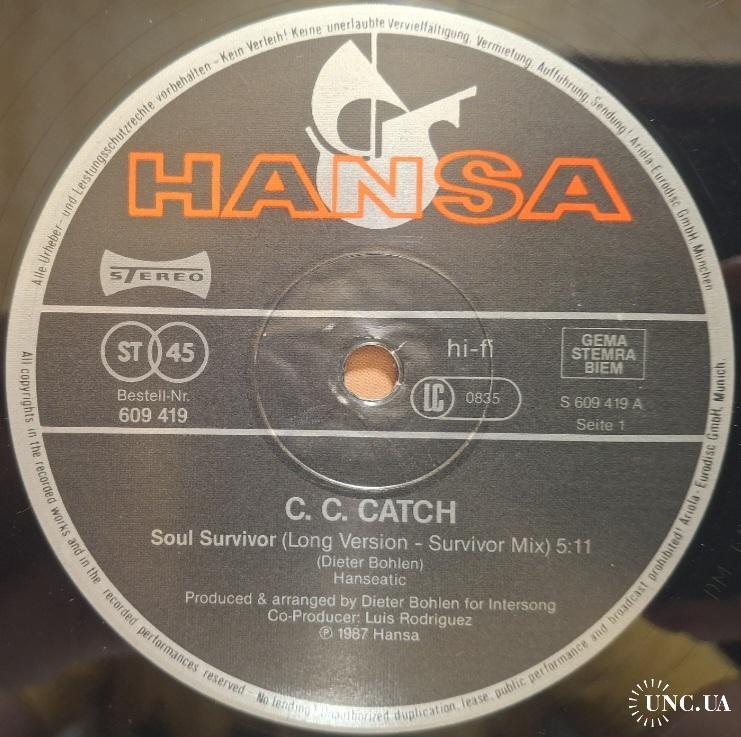 Alle Urheber- und Leistungsschutzrechte vorbehalten - Kein Verleih! Keine unerlaubte Vervielfältigung, Vermietung, Aufführung, Sendung! Ariola-Eurodisc GmbH, München
HANSA
STEREO
ST 45
Bestell-Nr.
609 419
hi-fi
LC 0835
GEMA
STEMRA
BIEM
S 609 419 A
Seite 1
C. C. CATCH
Soul Survivor (Long Version - Survivor Mix) 5:11
(Dieter Bohlen)
Hanseatic
Produced & arranged by Dieter Bohlen for Intersong
Co-Producer: Luis Rodriguez
℗ 1987 Hansa
All copyrights in the recorded works and in the recorded performances reserved - No lending! Unauthorized duplication, lease, public performance and broadcast prohibited! Ariola-Eurodisc GmbH, Munich.
UNC.UA